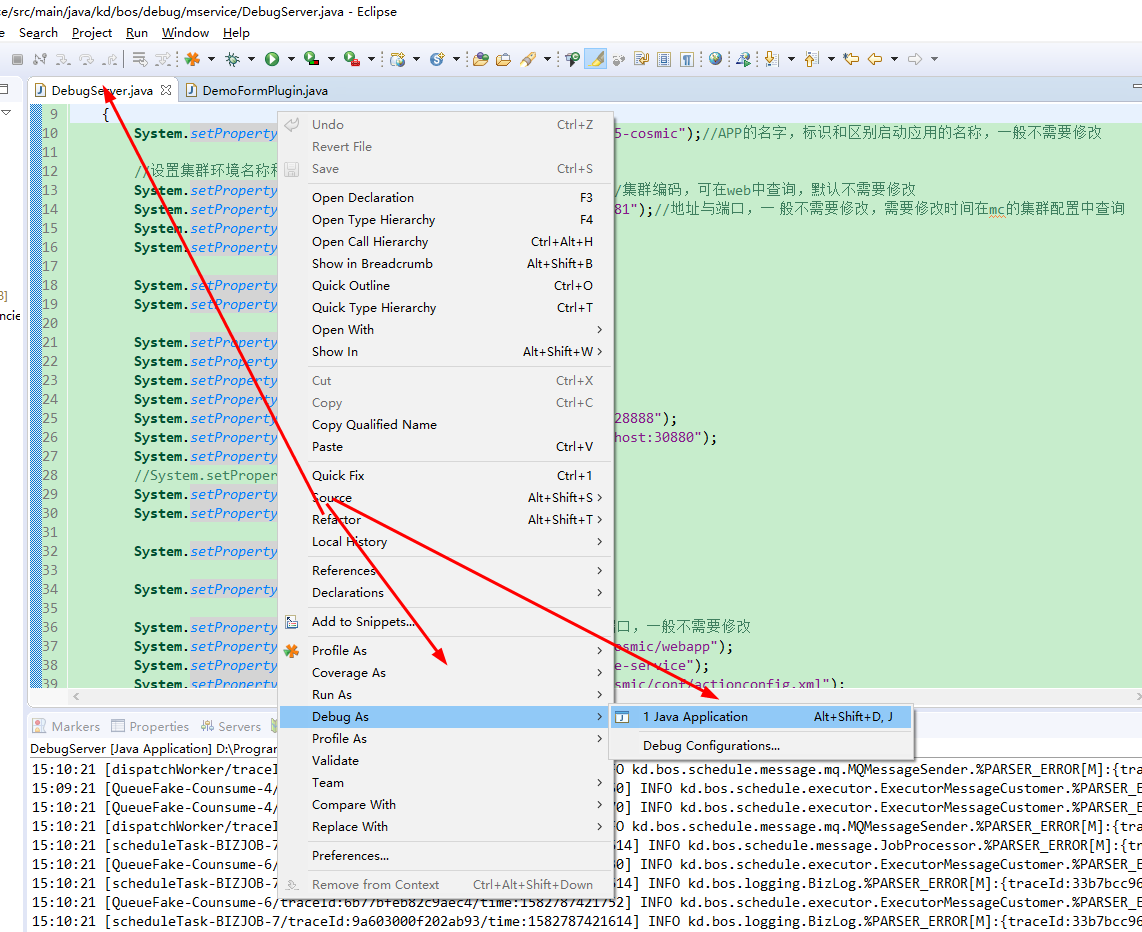 ce/src/main/java/kd/bos/debug/mservice/DebugServer.java - Eclipse
e Search Project Run Window Help
DebugServer.java
DemoFormPlugin.java
9 {
10 System.setProperty 5-cosmic");//APP的名字，标识和区别启动应用的名称，一般不需要修改
11
12 //设置集群环境名称和
13 System.setProperty /集群编码，可在web中查询，默认不需要修改
14 System.setProperty 81");//地址与端口，一 般不需要修改，需要修改时间在mc的集群配置中查询
15 System.setProperty
16 System.setProperty
17
18 System.setProperty
19 System.setProperty
20
21 System.setProperty
22 System.setProperty
23 System.setProperty
24 System.setProperty
25 System.setProperty 28888");
26 System.setProperty host:30880");
27 System.setProperty
28 //System.setProper
29 System.setProperty
30 System.setProperty
31
32 System.setProperty
33
34 System.setProperty
35
36 System.setProperty 口，一般不需要修改
37 System.setProperty osmic/webapp");
38 System.setProperty e-service");
39 System.setProperty smic/conf/actionconfig.xml");
3]
ncie
Undo Ctrl+Z
Revert File
Save Ctrl+S
Open Declaration F3
Open Type Hierarchy F4
Open Call Hierarchy Ctrl+Alt+H
Show in Breadcrumb Alt+Shift+B
Quick Outline Ctrl+O
Quick Type Hierarchy Ctrl+T
Open With
Show In Alt+Shift+W
Cut Ctrl+X
Copy Ctrl+C
Copy Qualified Name
Paste Ctrl+V
Quick Fix Ctrl+1
Source Alt+Shift+S
Refactor Alt+Shift+T
Local History
References
Declarations
Add to Snippets...
Profile As
Coverage As
Run As
Debug As
Profile As
Validate
Team
Compare With
Replace With
Preferences...
Remove from Context Ctrl+Alt+Shift+Down
1 Java Application Alt+Shift+D, J
Debug Configurations...
Markers Properties Servers
DebugServer [Java Application] D:\Progran
15:10:21 [dispatchWorker/traceI FO kd.bos.schedule.message.mq.MQMessageSender.%PARSER_ERROR[M]:{tra
15:09:21 [QueueFake-Counsume-4/ 0] INFO kd.bos.schedule.executor.ExecutorMessageCustomer.%PARSER_E
15:10:21 [QueueFake-Counsume-4/ 0] INFO kd.bos.schedule.executor.ExecutorMessageCustomer.%PARSER_E
15:10:21 [dispatchWorker/traceI FO kd.bos.schedule.message.mq.MQMessageSender.%PARSER_ERROR[M]:{tra
15:10:21 [scheduleTask-BIZJOB-7 14] INFO kd.bos.schedule.message.JobProcessor.%PARSER_ERROR[M]:{t
15:10:21 [QueueFake-Counsume-6/ 0] INFO kd.bos.schedule.executor.ExecutorMessageCustomer.%PARSER_E
15:10:21 [scheduleTask-BIZJOB-7 14] INFO kd.bos.logging.BizLog.%PARSER_ERROR[M]:{traceId:33b7bcc96
15:10:21 [QueueFake-Counsume-6/traceId:6b77bfeb82c9aec4/time:1582787421752] INFO kd.bos.schedule.executor.ExecutorMessageCustomer.%PARSER_E
15:10:21 [scheduleTask-BIZJOB-7/traceId:9a603000f202ab93/time:1582787421614] INFO kd.bos.logging.BizLog.%PARSER_ERROR[M]:{traceId:33b7bcc96